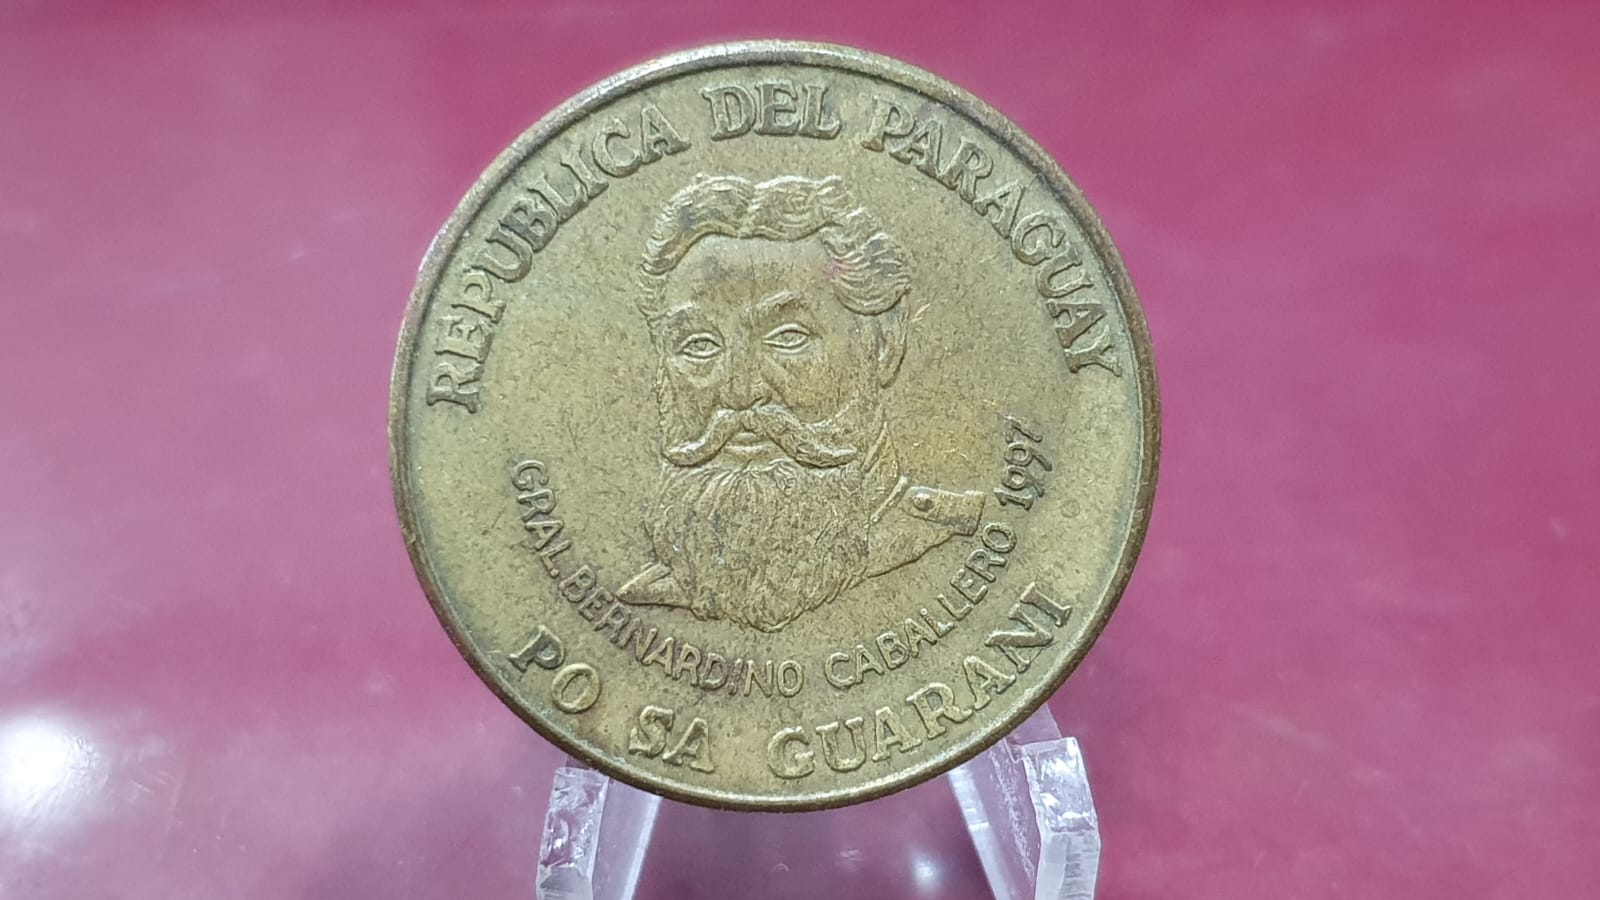 REPUBLICA DEL PARAGUAY
GRAL. BERNARDINO CABALLERO 1997
PO SA GUARANI